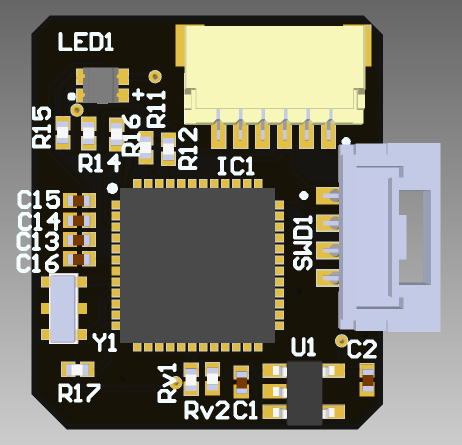 LED1
+
R15
R14
R16
R11
R12
IC1
C15
C14
C13
C16
SWD1
Y1
U1
C2
R17
Rv1
Rv2
C1